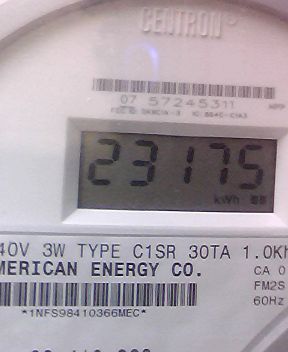 CENTRON®
07 57245311
23175
kWh
40V 3W TYPE C1SR 30TA 1.0Kh
MERICAN ENERGY CO.
CA 0
FM2S
60Hz
*1NFS98410366MEC*